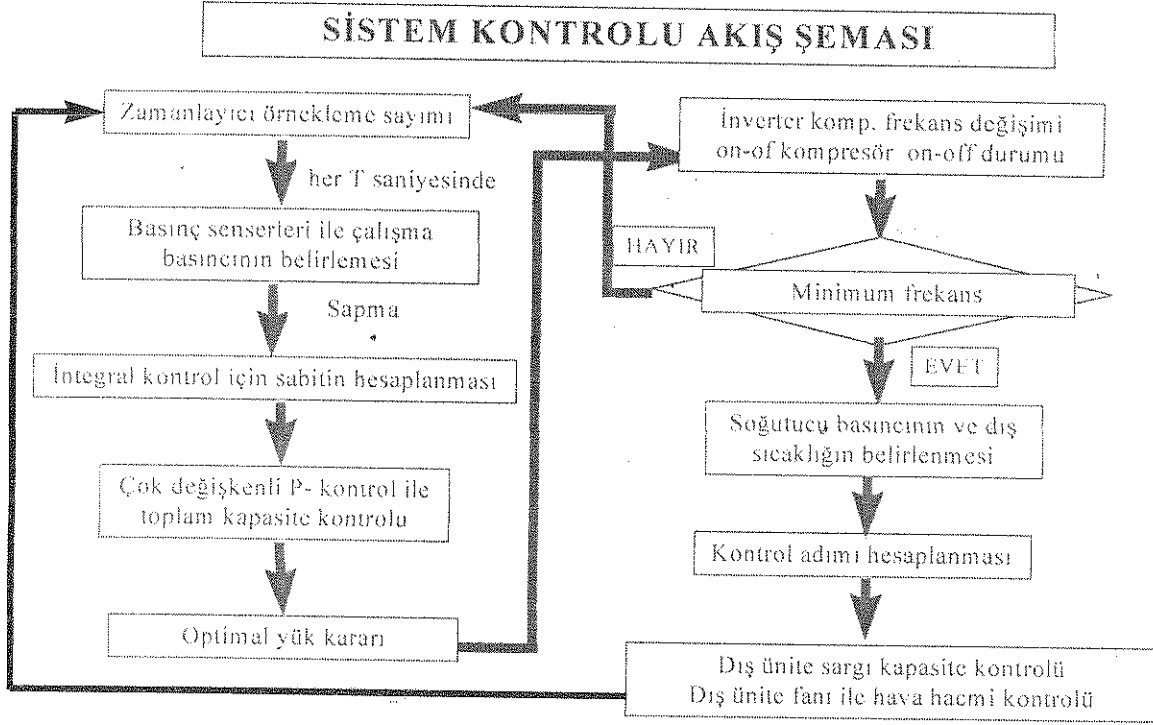 SİSTEM KONTROLU AKIŞ ŞEMASI
Zamanlayıcı örnekleme sayımı
her T saniyesinde
Basınç senserleri ile çalışma
basıncının belirlemesi
Sapma
İntegral kontrol için sabitin hesaplanması
Çok değişkenli P- kontrol ile
toplam kapasite kontrolu
Optimal yük kararı
İnverter komp. frekans değişimi
on-of kompresör on-off durumu
HAYIR
Minimum frekans
EVET
Soğutucu basıncının ve dış
sıcaklığın belirlenmesi
Kontrol adımı hesaplanması
Dış ünite sargı kapasite kontrolü
Dış ünite fanı ile hava hacmi kontrolü